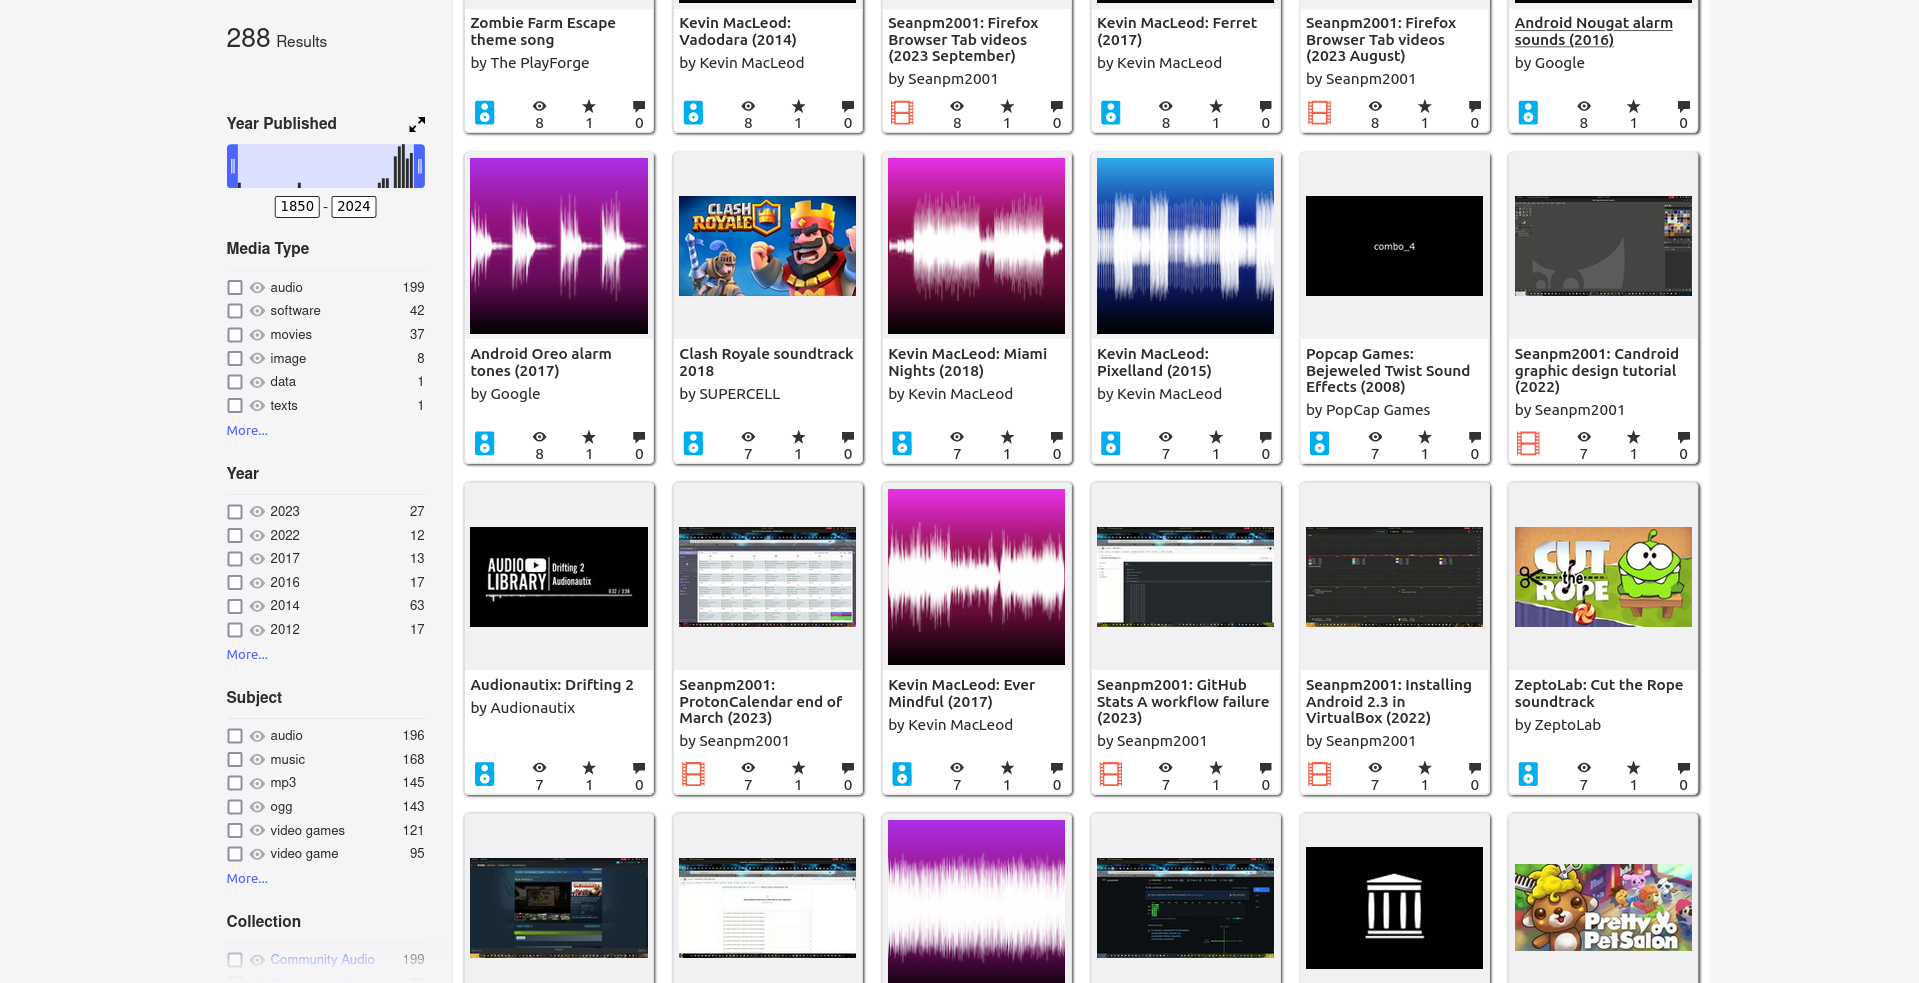 288 Results
Year Published
1850 - 2024
Media Type
audio 199
software 42
movies 37
image 8
data 1
texts 1
More...
Year
2023 27
2022 12
2017 13
2016 17
2014 63
2012 17
More...
Subject
audio 196
music 168
mp3 145
ogg 143
video games 121
video game 95
More...
Collection
Community Audio 199
Zombie Farm Escape
theme song
by The PlayForge
8 1 0
Kevin MacLeod:
Vadodara (2014)
by Kevin MacLeod
8 1 0
Seanpm2001: Firefox
Browser Tab videos
(2023 September)
by Seanpm2001
8 1 0
Kevin MacLeod: Ferret
(2017)
by Kevin MacLeod
8 1 0
Seanpm2001: Firefox
Browser Tab videos
(2023 August)
by Seanpm2001
8 1 0
Android Nougat alarm
sounds (2016)
by Google
8 1 0
Android Oreo alarm
tones (2017)
by Google
8 1 0
CLASH
ROYALE
Clash Royale soundtrack
2018
by SUPERCELL
7 1 0
Kevin MacLeod: Miami
Nights (2018)
by Kevin MacLeod
7 1 0
Kevin MacLeod:
Pixelland (2015)
by Kevin MacLeod
7 1 0
combo_4
Popcap Games:
Bejeweled Twist Sound
Effects (2008)
by PopCap Games
7 1 0
Seanpm2001: Candroid
graphic design tutorial
(2022)
by Seanpm2001
7 1 0
AUDIO
LIBRARY
Drifting 2
Audionautix
0:32 / 3:58
Audionautix: Drifting 2
by Audionautix
7 1 0
Seanpm2001:
ProtonCalendar end of
March (2023)
by Seanpm2001
7 1 0
Kevin MacLeod: Ever
Mindful (2017)
by Kevin MacLeod
7 1 0
Seanpm2001: GitHub
Stats A workflow failure
(2023)
by Seanpm2001
7 1 0
Seanpm2001: Installing
Android 2.3 in
VirtualBox (2022)
by Seanpm2001
7 1 0
CUT
the
ROPE
ZeptoLab: Cut the Rope
soundtrack
by ZeptoLab
7 1 0
Pretty
PetSalon